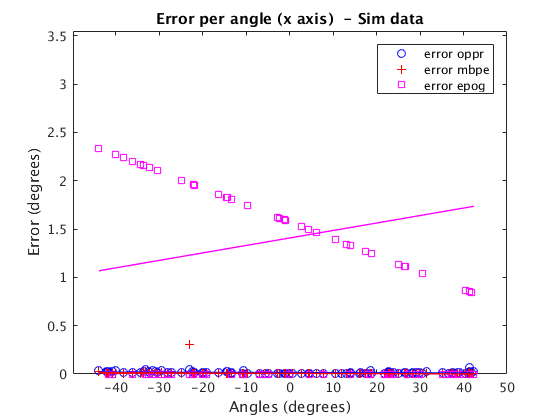 Error per angle (x axis) - Sim data
3.5
3
2.5
2
1.5
1
0.5
0
Error (degrees)
error oppr
error mbpe
error epog
-40 -30 -20 -10 0 10 20 30 40 50
Angles (degrees)